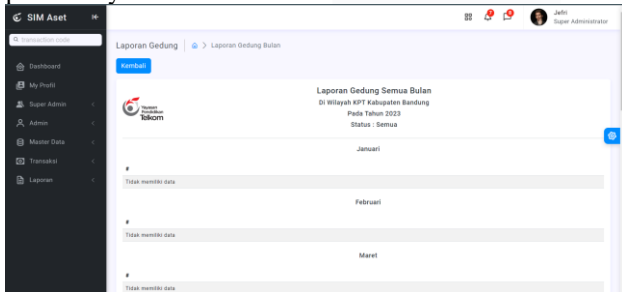 SIM Aset
transaction code
Jefri
Super Administrator
Laporan Gedung
Laporan Gedung Bulan
Dashboard
My Profil
Super Admin
Admin
Master Data
Transaksi
Laporan
Kembali
Yayasan
Pendidikan
Telkom
Laporan Gedung Semua Bulan
Di Wilayah KPT Kabupaten Bandung
Pada Tahun 2023
Status : Semua
Januari
#
Tidak memiliki data
Februari
#
Tidak memiliki data
Maret
#
Tidak memiliki data